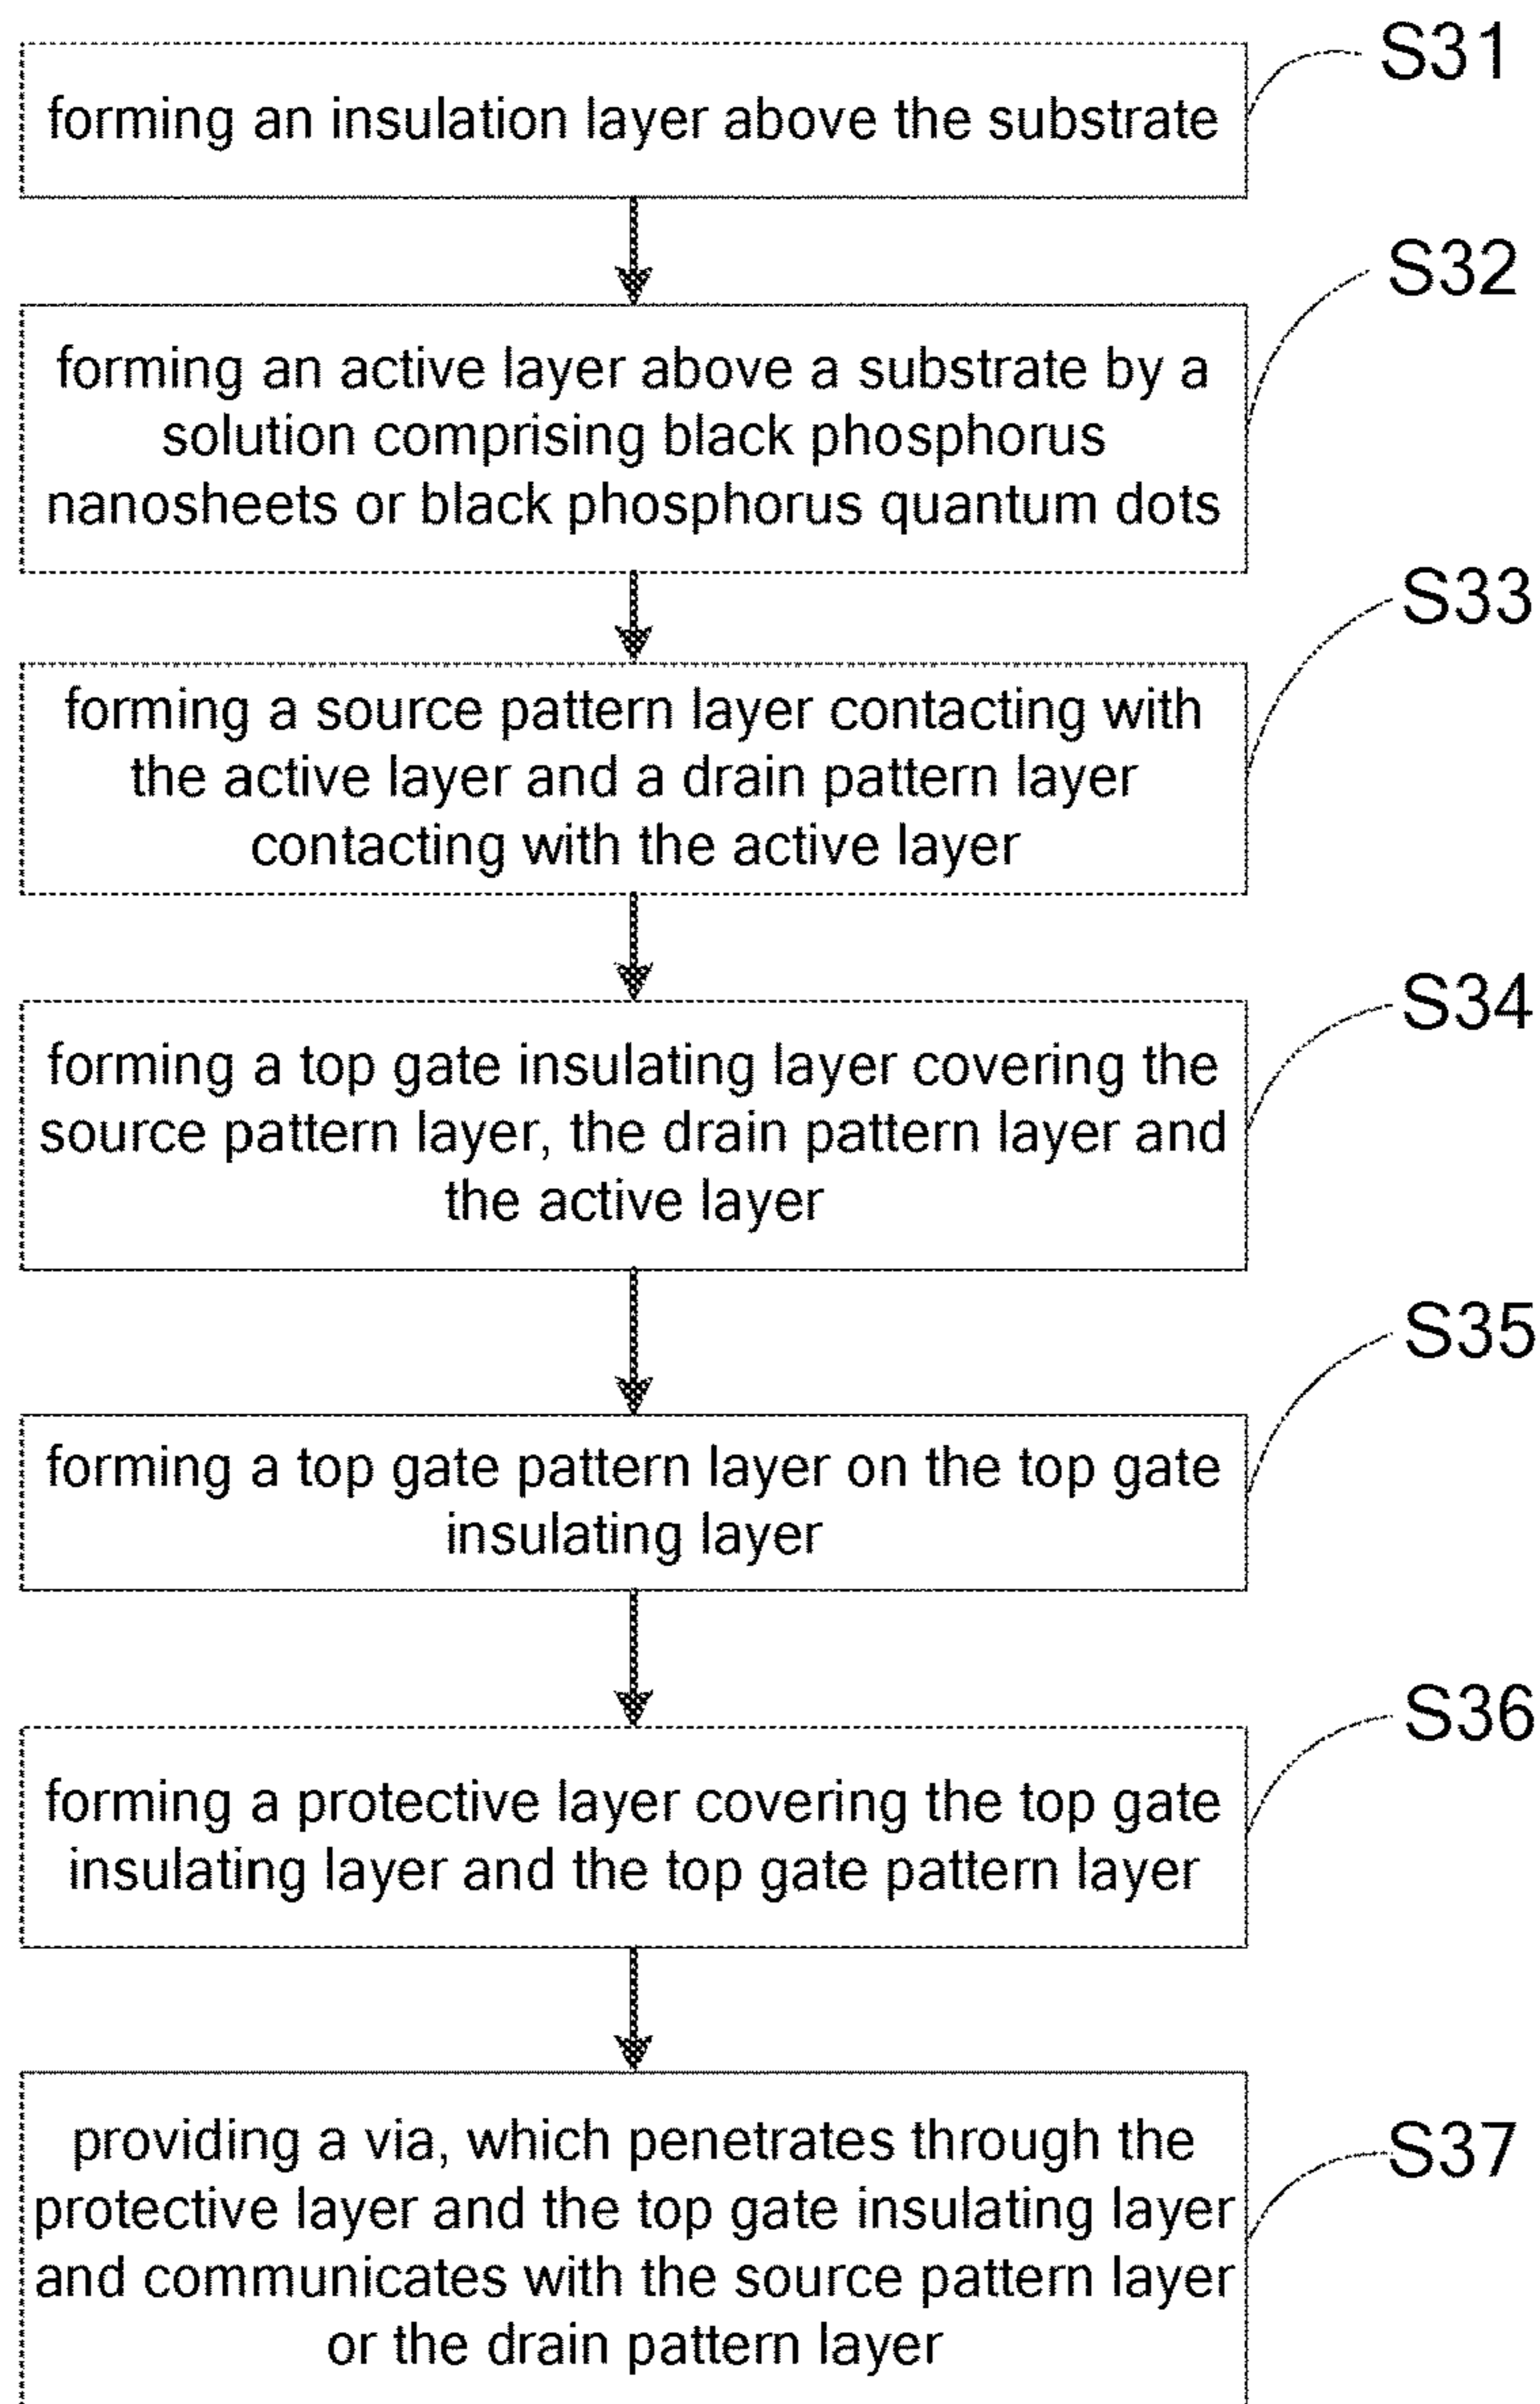 S31
forming an insulation layer above the substrate
S32
forming an active layer above a substrate by a
solution comprising black phosphorus
nanosheets or black phosphorus quantum dots
S33
forming a source pattern layer contacting with
the active layer and a drain pattern layer
contacting with the active layer
S34
forming a top gate insulating layer covering the
source pattern layer, the drain pattern layer and
the active layer
S35
forming a top gate pattern layer on the top gate
insulating layer
S36
forming a protective layer covering the top gate
insulating layer and the top gate pattern layer
S37
providing a via, which penetrates through the
protective layer and the top gate insulating layer
and communicates with the source pattern layer
or the drain pattern layer